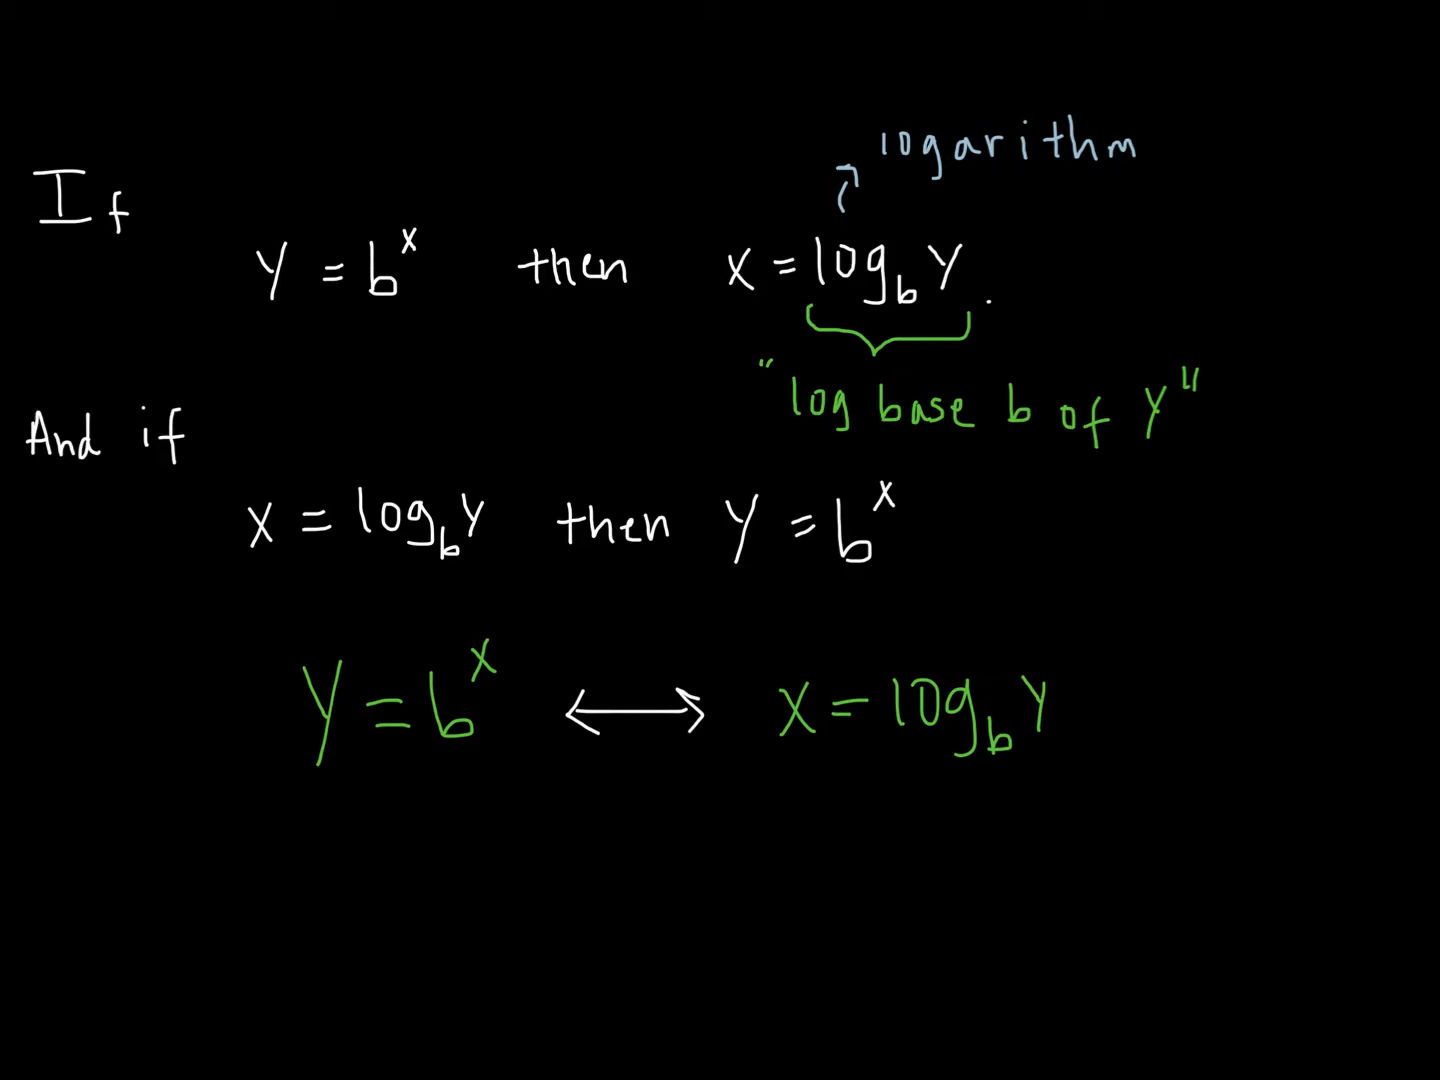 logarithm
If
y = b^x then x = log_b y.
"log base b of y"
And if
x = log_b y then y = b^x
y = b^x ⟷ x = log_b y